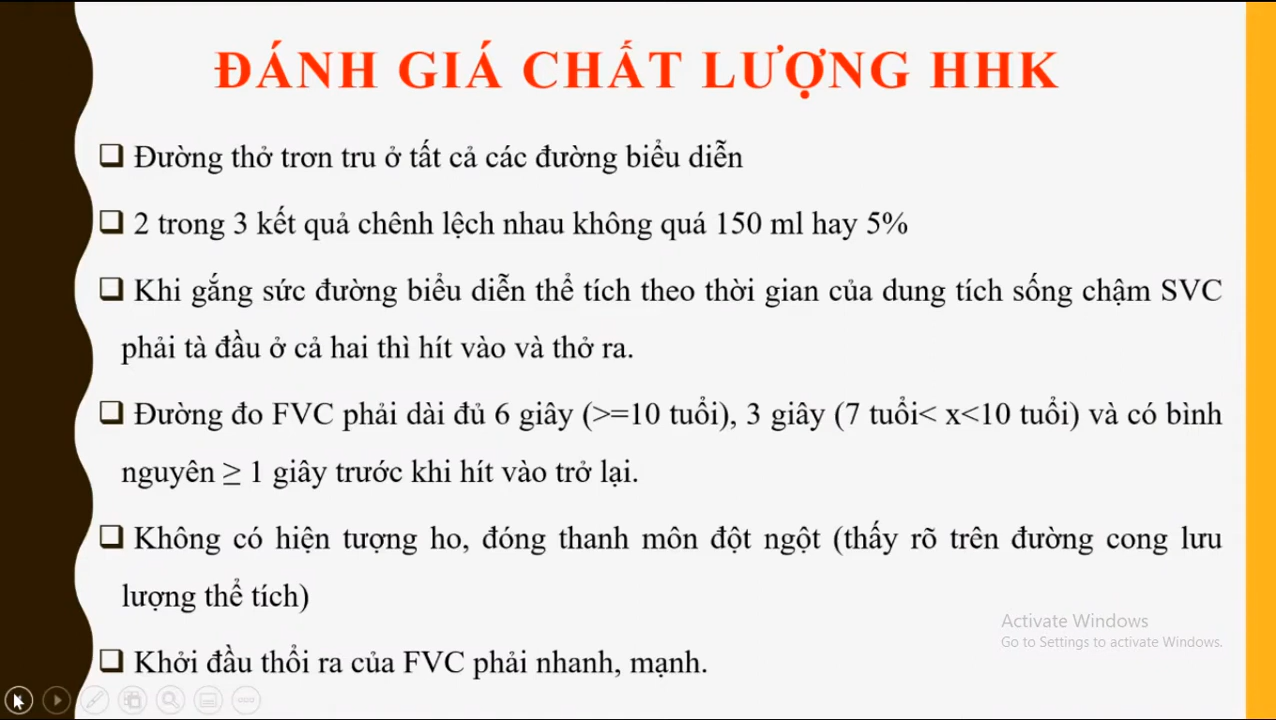 ĐÁNH GIÁ CHẤT LƯỢNG HHK
Đường thở trơn tru ở tất cả các đường biểu diễn
2 trong 3 kết quả chênh lệch nhau không quá 150 ml hay 5%
Khi gắng sức đường biểu diễn thể tích theo thời gian của dung tích sống chậm SVC
phải tà đầu ở cả hai thì hít vào và thở ra.
Đường đo FVC phải dài đủ 6 giây (>=10 tuổi), 3 giây (7 tuổi< x<10 tuổi) và có bình
nguyên ≥ 1 giây trước khi hít vào trở lại.
Không có hiện tượng ho, đóng thanh môn đột ngột (thấy rõ trên đường cong lưu
lượng thể tích)
Khởi đầu thổi ra của FVC phải nhanh, mạnh.
Activate Windows
Go to Settings to activate Windows.